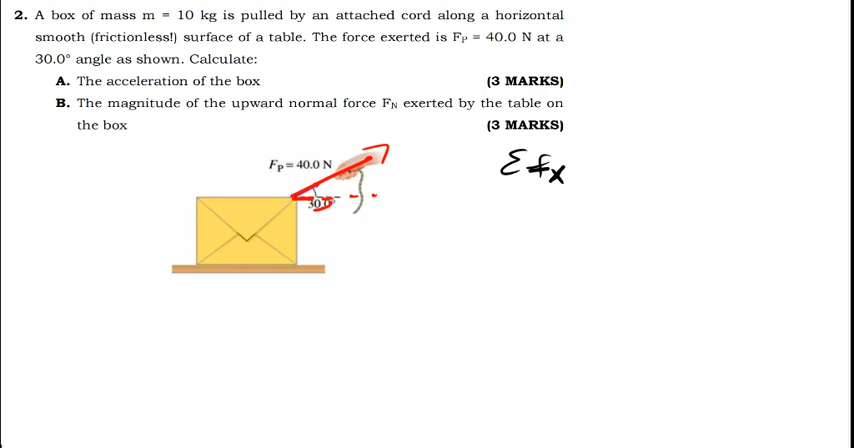 2. A box of mass m = 10 kg is pulled by an attached cord along a horizontal
smooth (frictionless!) surface of a table. The force exerted is FP = 40.0 N at a
30.0° angle as shown. Calculate:
A. The acceleration of the box (3 MARKS)
B. The magnitude of the upward normal force FN exerted by the table on
the box (3 MARKS)
FP = 40.0 N
Σfx